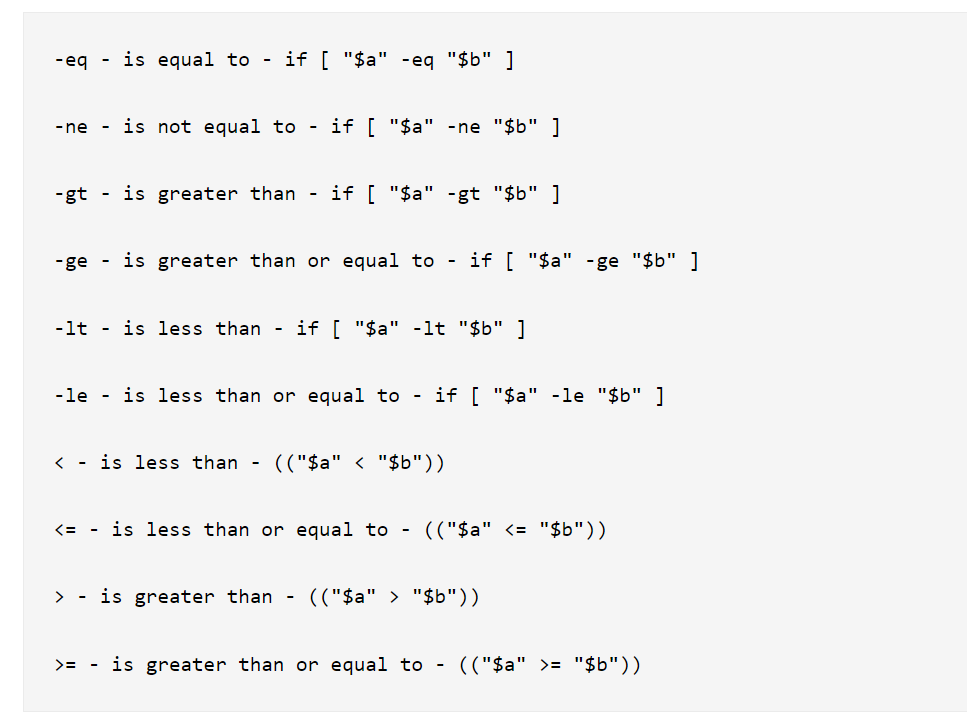 -eq - is equal to - if [ "$a" -eq "$b" ]
-ne - is not equal to - if [ "$a" -ne "$b" ]
-gt - is greater than - if [ "$a" -gt "$b" ]
-ge - is greater than or equal to - if [ "$a" -ge "$b" ]
-lt - is less than - if [ "$a" -lt "$b" ]
-le - is less than or equal to - if [ "$a" -le "$b" ]
< - is less than - (("$a" < "$b"))
<= - is less than or equal to - (("$a" <= "$b"))
> - is greater than - (("$a" > "$b"))
>= - is greater than or equal to - (("$a" >= "$b"))